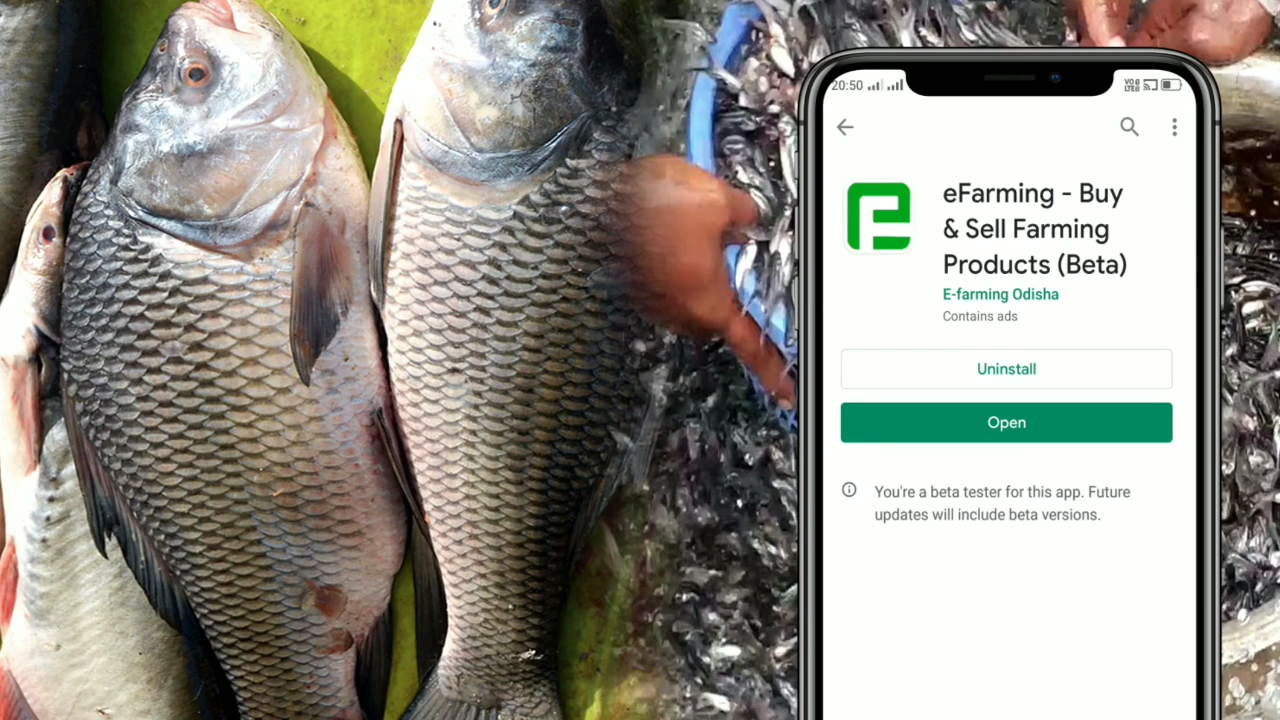 20:50
eFarming - Buy
& Sell Farming
Products (Beta)
E-farming Odisha
Contains ads
Uninstall
Open
You're a beta tester for this app. Future
updates will include beta versions.